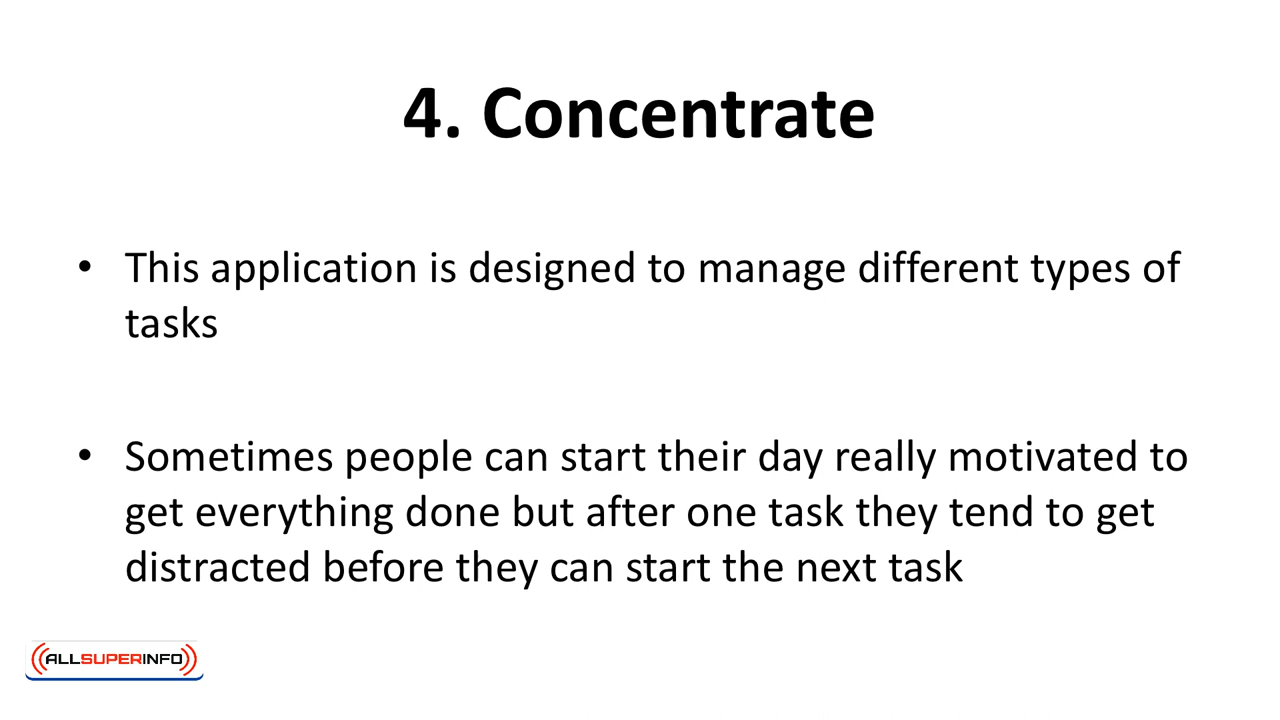 4. Concentrate
• This application is designed to manage different types of
tasks
• Sometimes people can start their day really motivated to
get everything done but after one task they tend to get
distracted before they can start the next task
ALLSUPERINFO